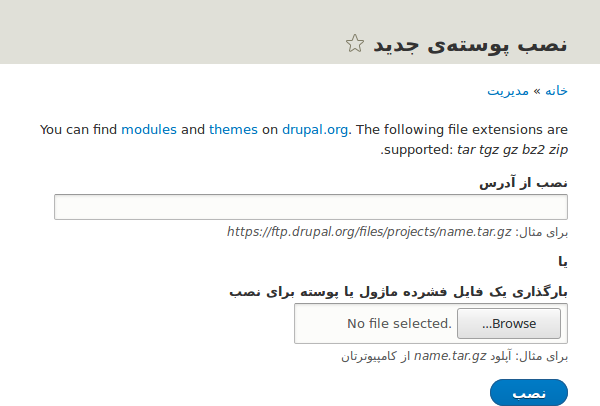 نصب پوسته‌ی جدید
خانه » مدیریت
You can find modules and themes on drupal.org. The following file extensions are
supported: tar tgz gz bz2 zip.
نصب از آدرس
برای مثال: https://ftp.drupal.org/files/projects/name.tar.gz
یا
بارگذاری یک فایل فشرده ماژول یا پوسته برای نصب
Browse... No file selected.
برای مثال: آپلود name.tar.gz از کامپیوترتان
نصب